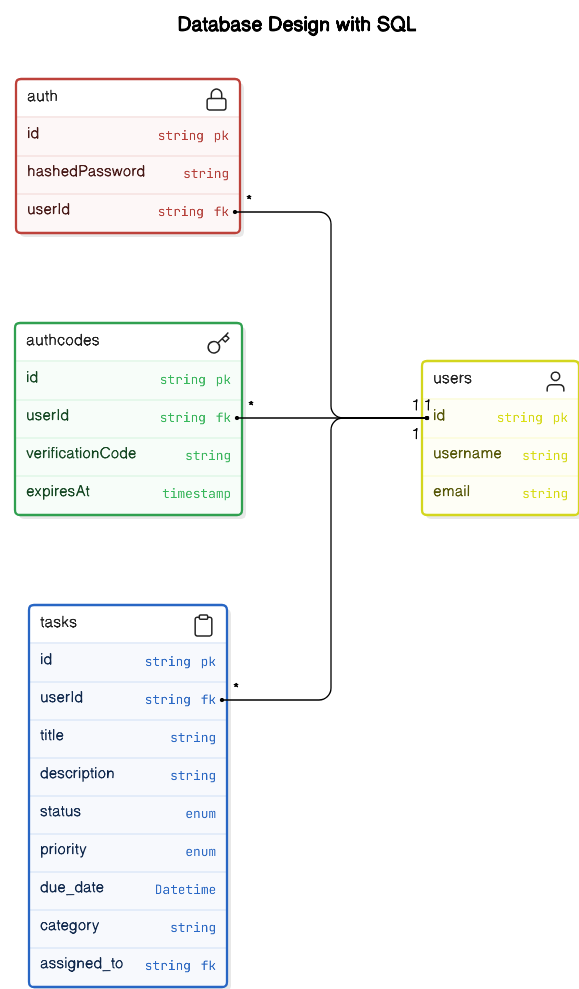 Database Design with SQL
auth
id string pk
hashedPassword string
userId string fk
*
authcodes
id string pk
userId string fk
*
verificationCode string
expiresAt timestamp
users
1 1
id string pk
1
username string
email string
tasks
id string pk
userId string fk
*
title string
description string
status enum
priority enum
due_date Datetime
category string
assigned_to string fk